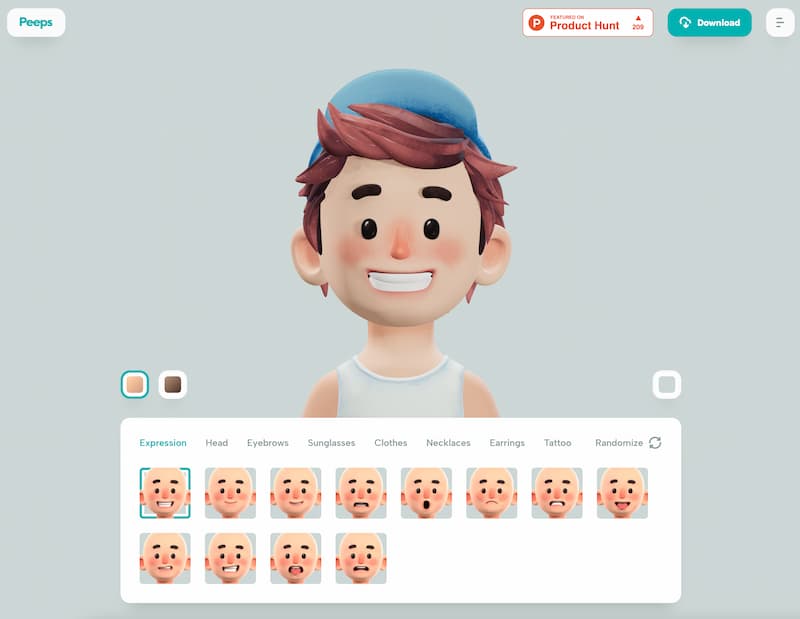 Peeps
FEATURED ON
Product Hunt
209
Download
Expression
Head
Eyebrows
Sunglasses
Clothes
Necklaces
Earrings
Tattoo
Randomize